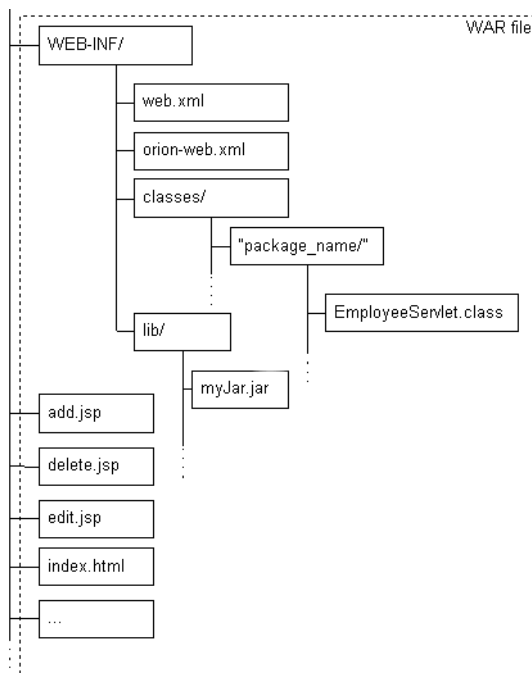 WAR file
WEB-INF/
web.xml
orion-web.xml
classes/
"package_name/"
EmployeeServlet.class
lib/
myJar.jar
add.jsp
delete.jsp
edit.jsp
index.html
...